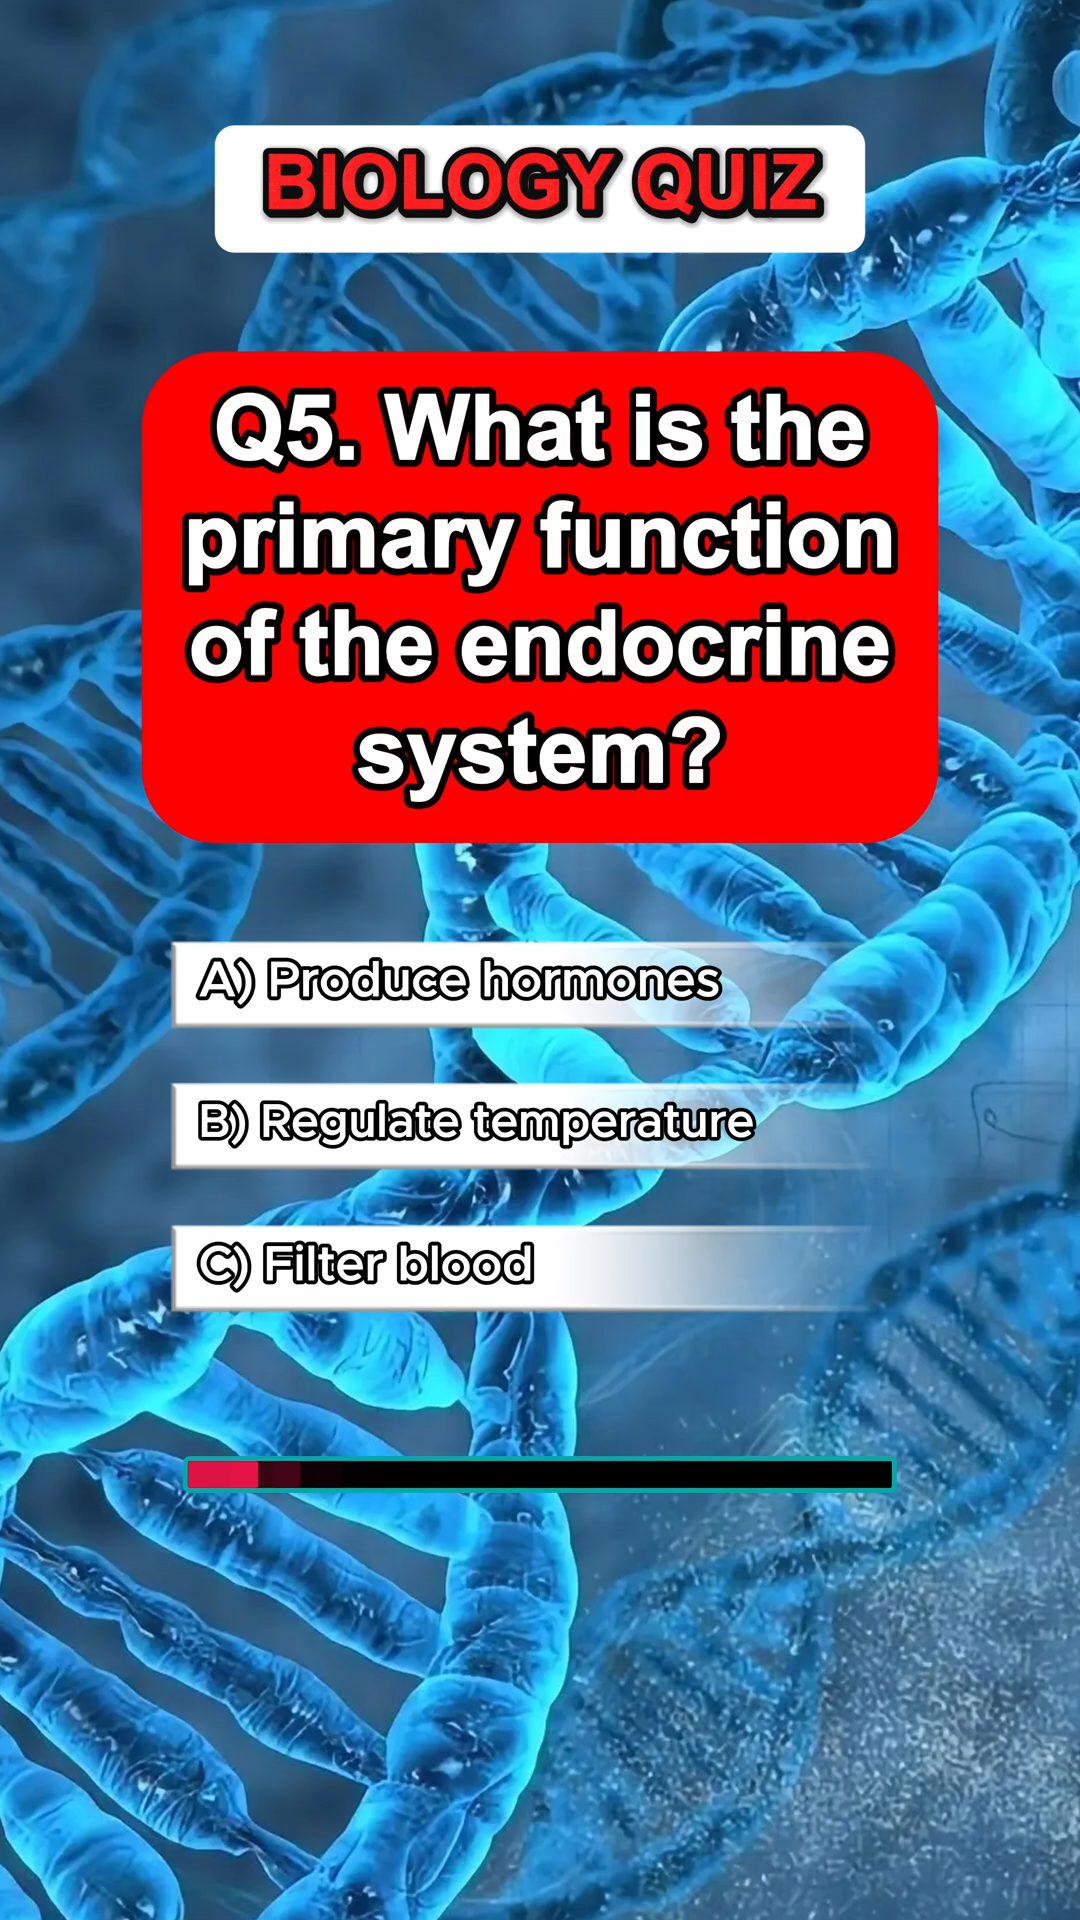 BIOLOGY QUIZ
Q5. What is the
primary function
of the endocrine
system?
A) Produce hormones
B) Regulate temperature
C) Filter blood